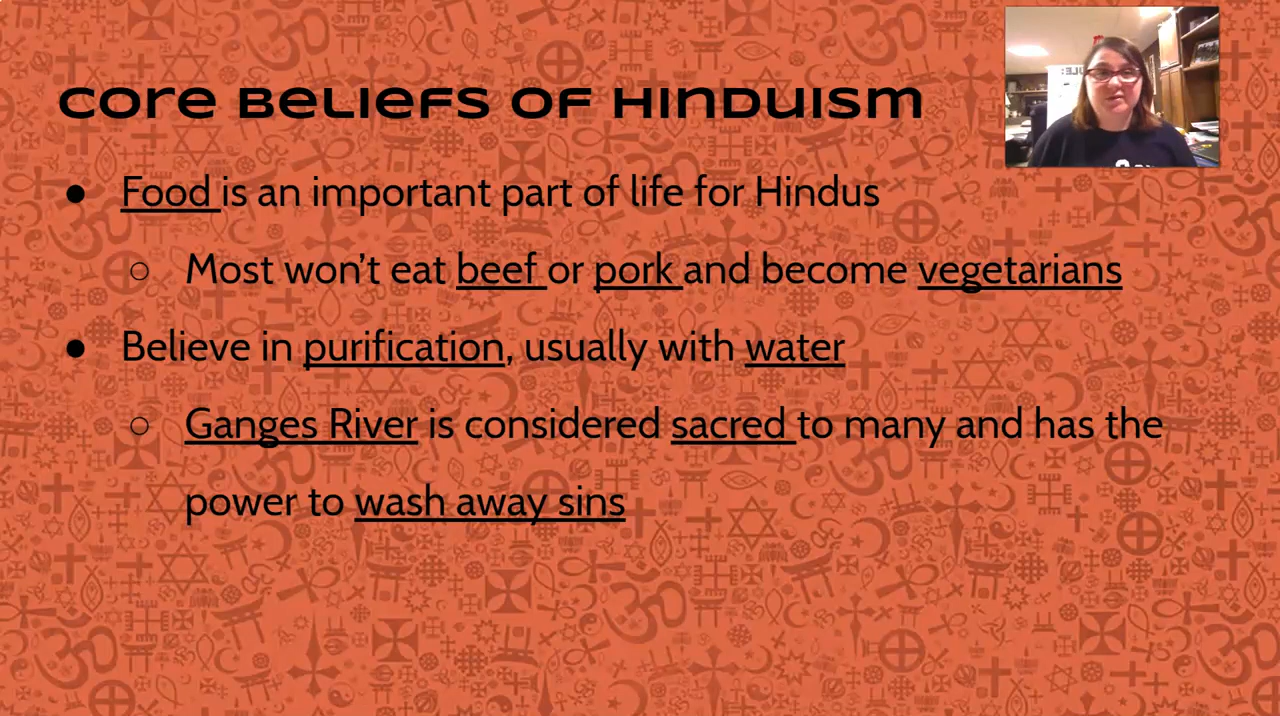 Core Beliefs of Hinduism
● Food is an important part of life for Hindus
○ Most won't eat beef or pork and become vegetarians
● Believe in purification, usually with water
○ Ganges River is considered sacred to many and has the
power to wash away sins